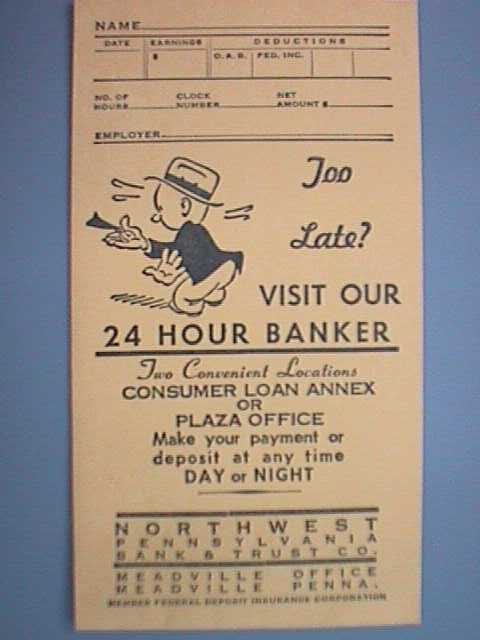 NAME
DATE EARNINGS DEDUCTIONS
$ O.A.B. FED. INC.
NO. OF CLOCK NET
HOURS NUMBER AMOUNT $
EMPLOYER
Too
Late?
VISIT OUR
24 HOUR BANKER
Two Convenient Locations
CONSUMER LOAN ANNEX
OR
PLAZA OFFICE
Make your payment or
deposit at any time
DAY or NIGHT
NORTHWEST
PENNSYLVANIA
BANK & TRUST CO.
MEADVILLE OFFICE
MEADVILLE PENNA.
MEMBER FEDERAL DEPOSIT INSURANCE CORPORATION